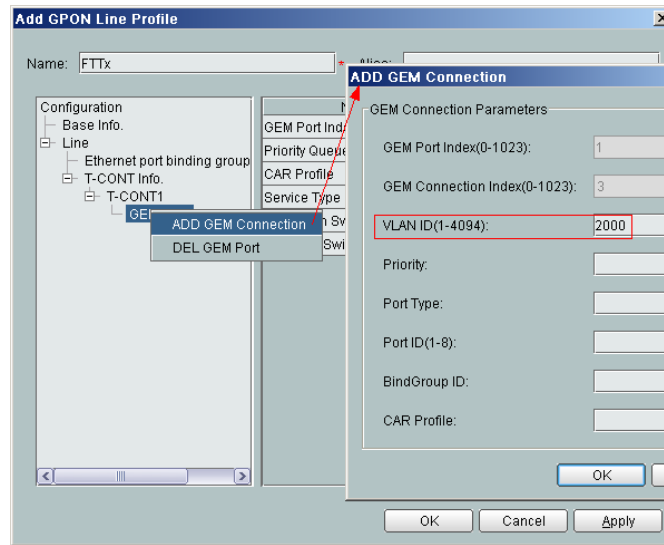 Add GPON Line Profile
Name: FTTx *
ADD GEM Connection
Configuration
Base Info.
Line
Ethernet port binding group
T-CONT Info.
T-CONT1
ADD GEM Connection
DEL GEM Port
GEM Port Ind
Priority Queue
CAR Profile
Service Type
Swi
GEM Connection Parameters
GEM Port Index(0-1023): 1
GEM Connection Index(0-1023): 3
VLAN ID(1-4094): 2000
Priority:
Port Type:
Port ID(1-8):
BindGroup ID:
CAR Profile:
OK
OK Cancel Apply